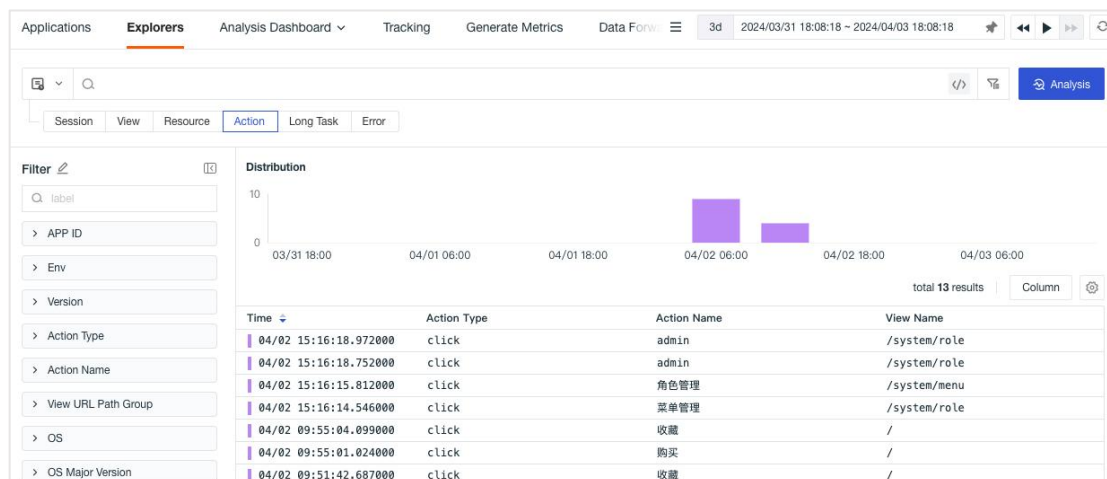 Applications Explorers Analysis Dashboard Tracking Generate Metrics Data Forw 3d 2024/03/31 18:08:18 ~ 2024/04/03 18:08:18
</> Analysis
Session View Resource Action Long Task Error
Filter
label
APP ID
Env
Version
Action Type
Action Name
View URL Path Group
OS
OS Major Version
Distribution
10
0
03/31 18:00 04/01 06:00 04/01 18:00 04/02 06:00 04/02 18:00 04/03 06:00
total 13 results Column
Time Action Type Action Name View Name
04/02 15:16:18.972000 click admin /system/role
04/02 15:16:18.752000 click admin /system/role
04/02 15:16:15.812000 click 角色管理 /system/menu
04/02 15:16:14.546000 click 菜单管理 /system/role
04/02 09:55:04.099000 click 收藏 /
04/02 09:55:01.024000 click 购买 /
04/02 09:51:42.687000 click 收藏 /